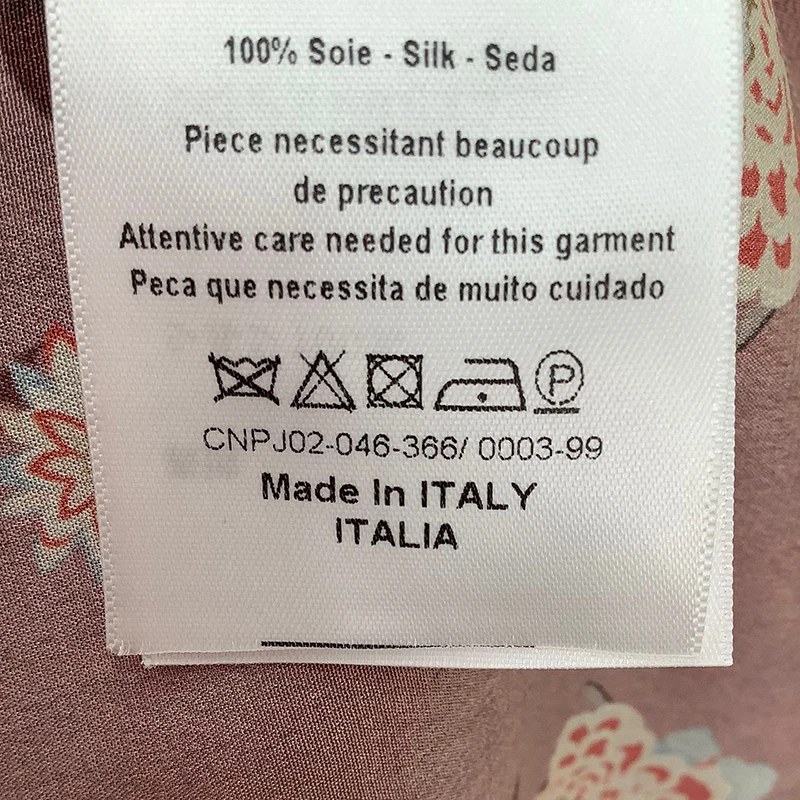 100% Soie - Silk - Seda
Piece necessitant beaucoup
de precaution
Attentive care needed for this garment
Peca que necessita de muito cuidado
P
CNPJ02-046-366/ 0003-99
Made In ITALY
ITALIA